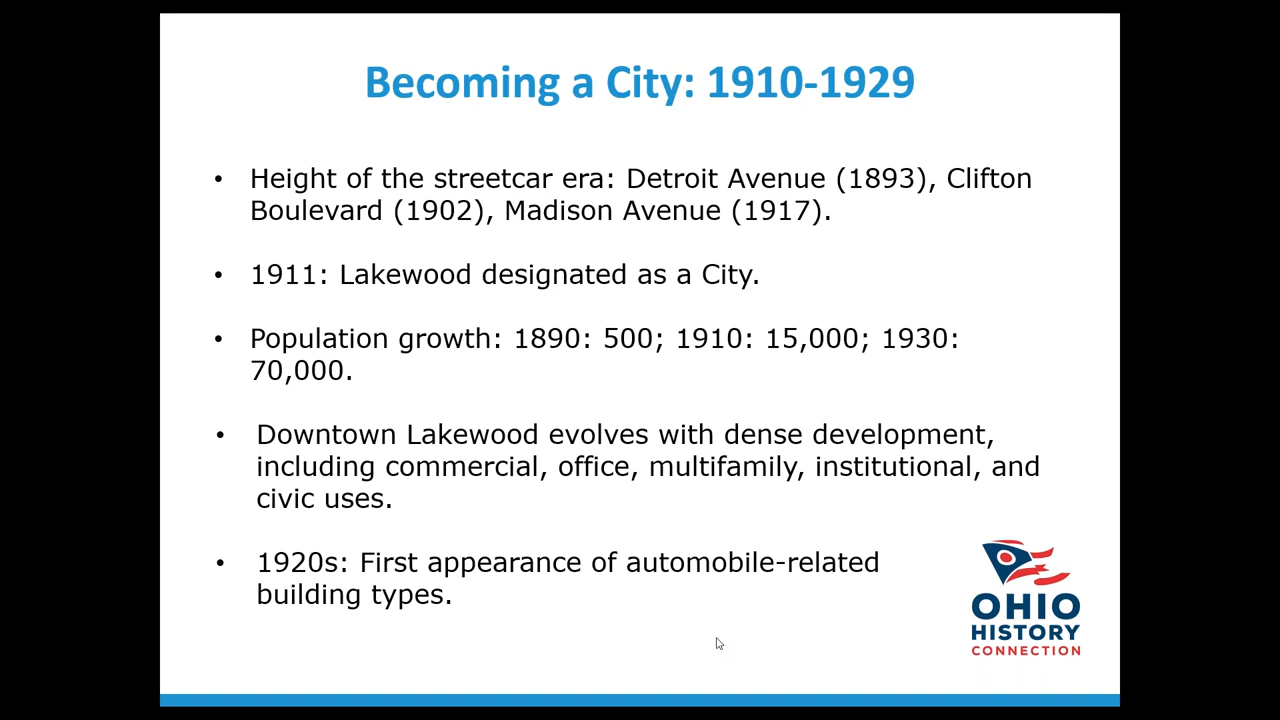 Becoming a City: 1910-1929
• Height of the streetcar era: Detroit Avenue (1893), Clifton
Boulevard (1902), Madison Avenue (1917).
• 1911: Lakewood designated as a City.
• Population growth: 1890: 500; 1910: 15,000; 1930:
70,000.
• Downtown Lakewood evolves with dense development,
including commercial, office, multifamily, institutional, and
civic uses.
• 1920s: First appearance of automobile-related
building types.
OHIO
HISTORY
CONNECTION